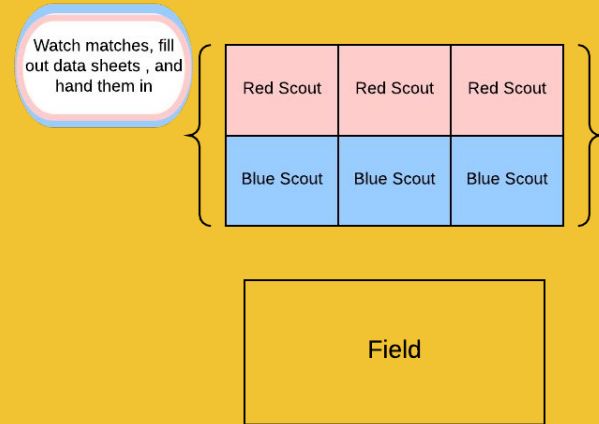 Watch matches, fill
out data sheets , and
hand them in
Red Scout Red Scout Red Scout
Blue Scout Blue Scout Blue Scout
Field